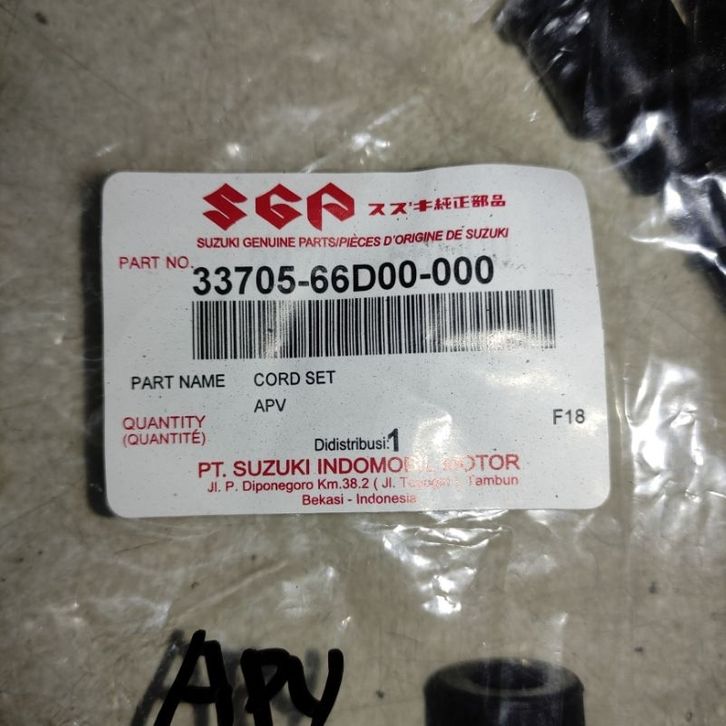 SGP スズキ純正部品
SUZUKI GENUINE PARTS/PIÈCES D'ORIGINE DE SUZUKI
PART NO. 33705-66D00-000
PART NAME CORD SET
APV
QUANTITY
(QUANTITÉ)
F18
Didistribusi: 1
PT. SUZUKI INDOMOBIL MOTOR
Jl. P. Diponegoro Km.38.2 ( Jl. Tambun
Bekasi - Indonesia
APV